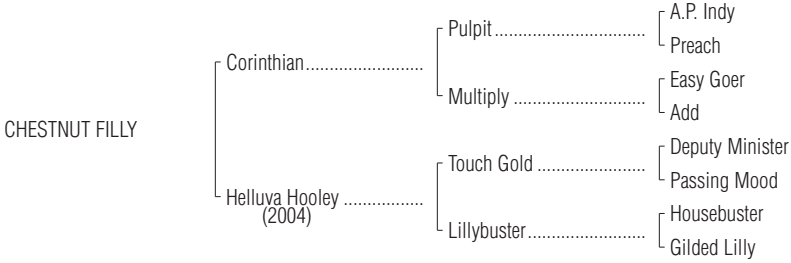 A.P. Indy
Pulpit..............................
Preach
Corinthian........................
Easy Goer
Multiply ...........................
Add
CHESTNUT FILLY
Deputy Minister
Touch Gold ......................
Passing Mood
Helluva Hooley ................
(2004)
Housebuster
Lillybuster........................
Gilded Lilly